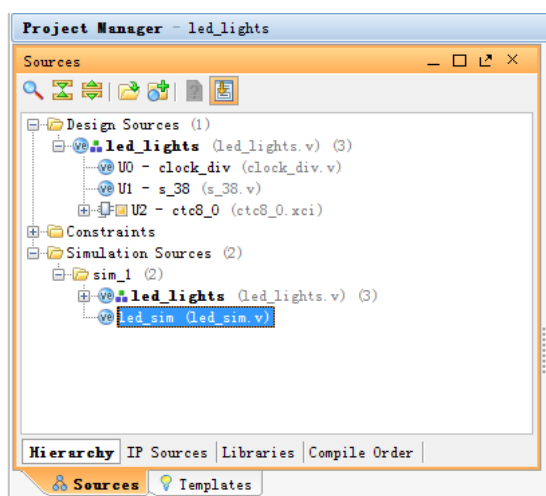 Project Manager - led_lights
Sources
Design Sources (1)
led_lights (led_lights.v) (3)
U0 - clock_div (clock_div.v)
U1 - s_38 (s_38.v)
U2 - ctc8_0 (ctc8_0.xci)
Constraints
Simulation Sources (2)
sim_1 (2)
led_lights (led_lights.v) (3)
led_sim (led_sim.v)
Hierarchy IP Sources Libraries Compile Order
Sources Templates